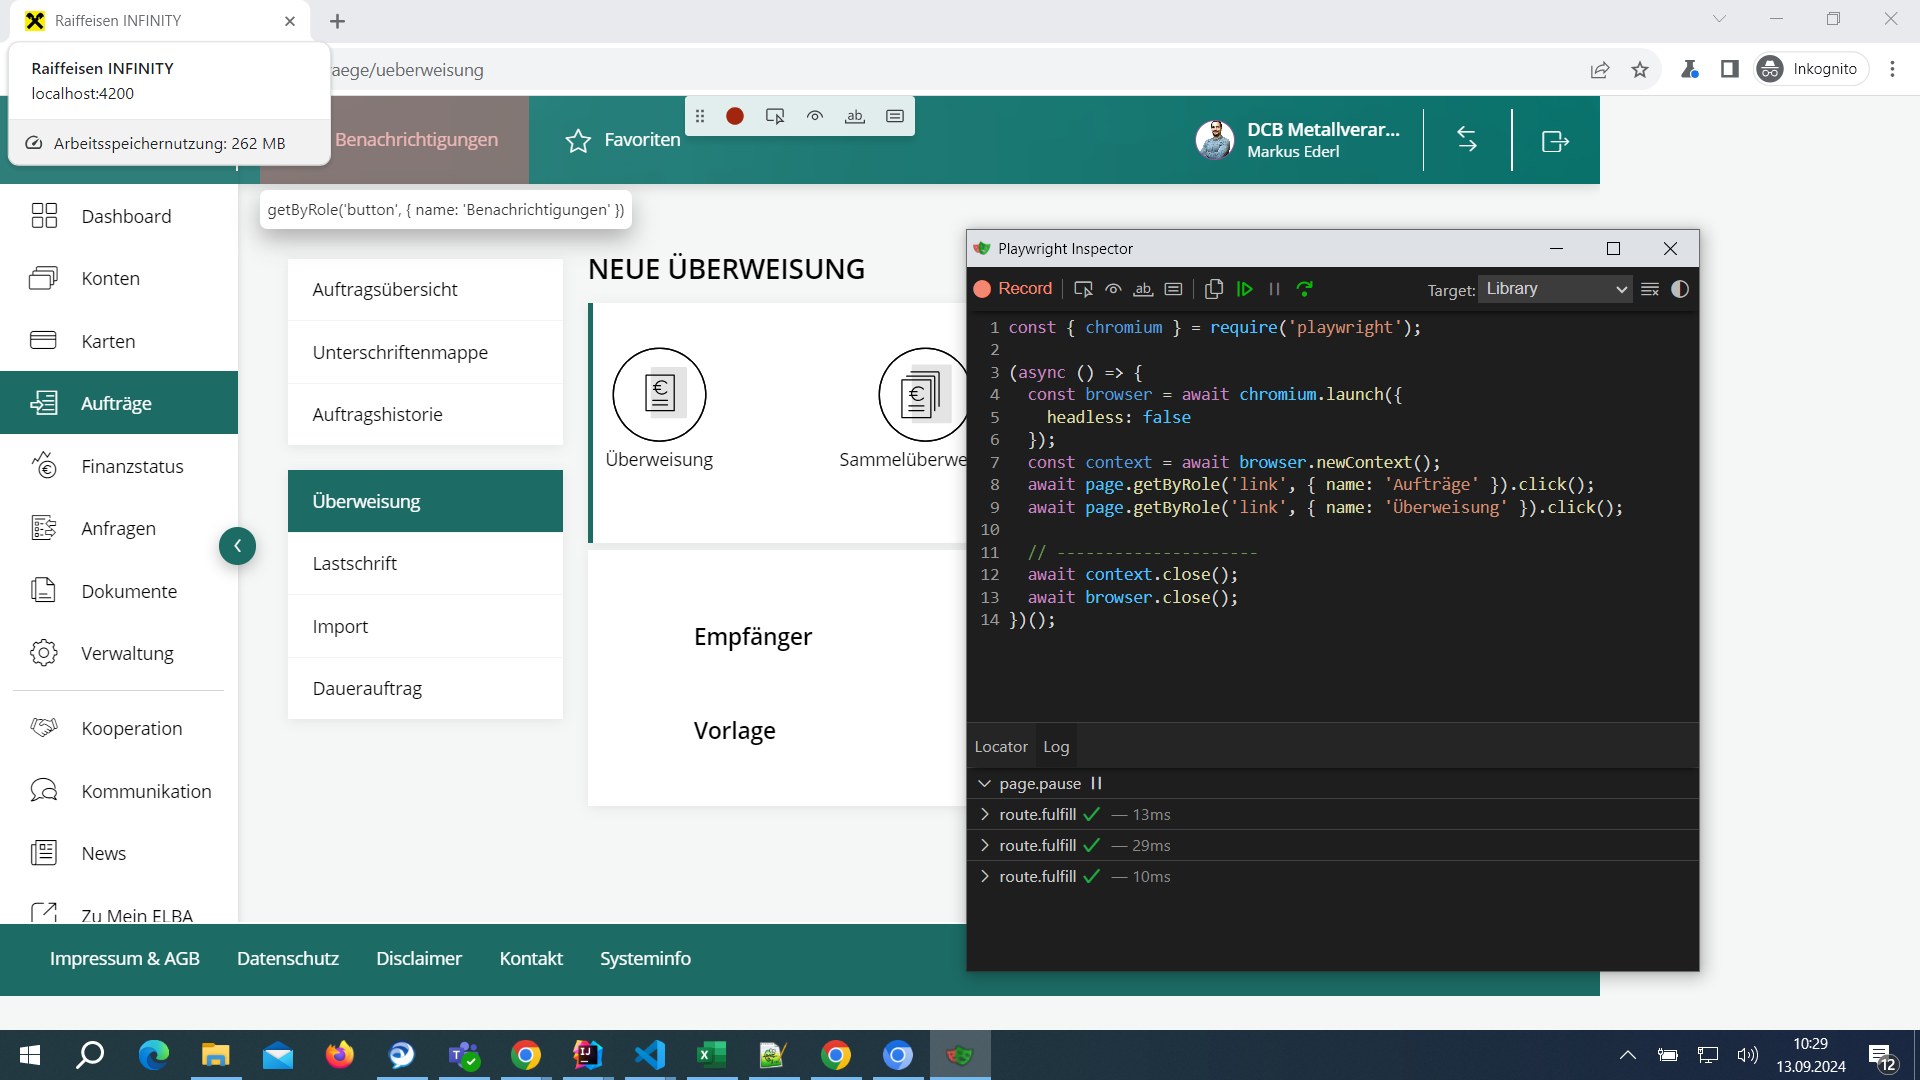 Raiffeisen INFINITY
Raiffeisen INFINITY
localhost:4200
Arbeitsspeichernutzung: 262 MB
raege/ueberweisung
Inkognito
Benachrichtigungen
Favoriten
ab
DCB Metallverar...
Markus Ederl
getByRole('button', { name: 'Benachrichtigungen' })
Dashboard
Konten
Karten
Aufträge
Finanzstatus
Anfragen
Dokumente
Verwaltung
Kooperation
Kommunikation
News
Zu Mein ELBA
Auftragsübersicht
Unterschriftenmappe
Auftragshistorie
Überweisung
Lastschrift
Import
Dauerauftrag
NEUE ÜBERWEISUNG
Überweisung
Sammelüberwe
Empfänger
Vorlage
Playwright Inspector
Record
ab
Target: Library
1 const { chromium } = require('playwright');
2
3 (async () => {
4 const browser = await chromium.launch({
5 headless: false
6 });
7 const context = await browser.newContext();
8 await page.getByRole('link', { name: 'Aufträge' }).click();
9 await page.getByRole('link', { name: 'Überweisung' }).click();
10
11 // ---------------------
12 await context.close();
13 await browser.close();
14 })();
Locator Log
page.pause
route.fulfill — 13ms
route.fulfill — 29ms
route.fulfill — 10ms
Impressum & AGB Datenschutz Disclaimer Kontakt Systeminfo
10:29
13.09.2024
12